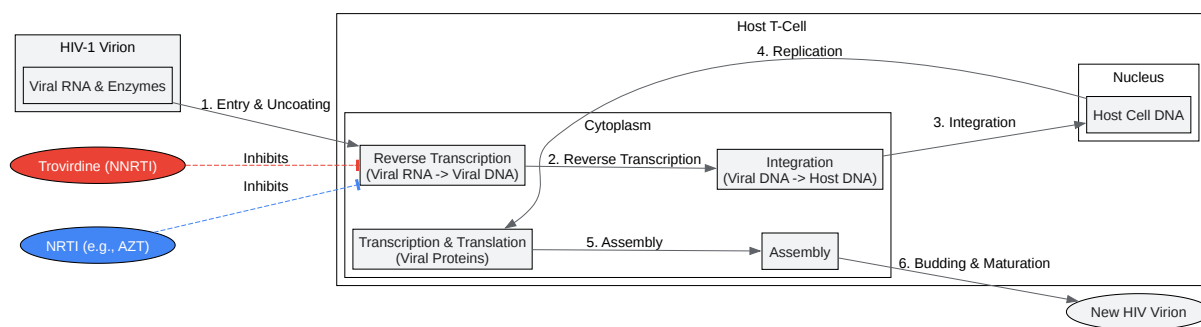 Host T-Cell
HIV-1 Virion
4. Replication
Viral RNA & Enzymes
Nucleus
1. Entry & Uncoating
Host Cell DNA
Cytoplasm
3. Integration
Trovirdine (NNRTI)
Inhibits
Reverse Transcription
(Viral RNA -> Viral DNA)
2. Reverse Transcription
Integration
(Viral DNA -> Host DNA)
Inhibits
NRTI (e.g., AZT)
Transcription & Translation
(Viral Proteins)
5. Assembly
Assembly
6. Budding & Maturation
New HIV Virion